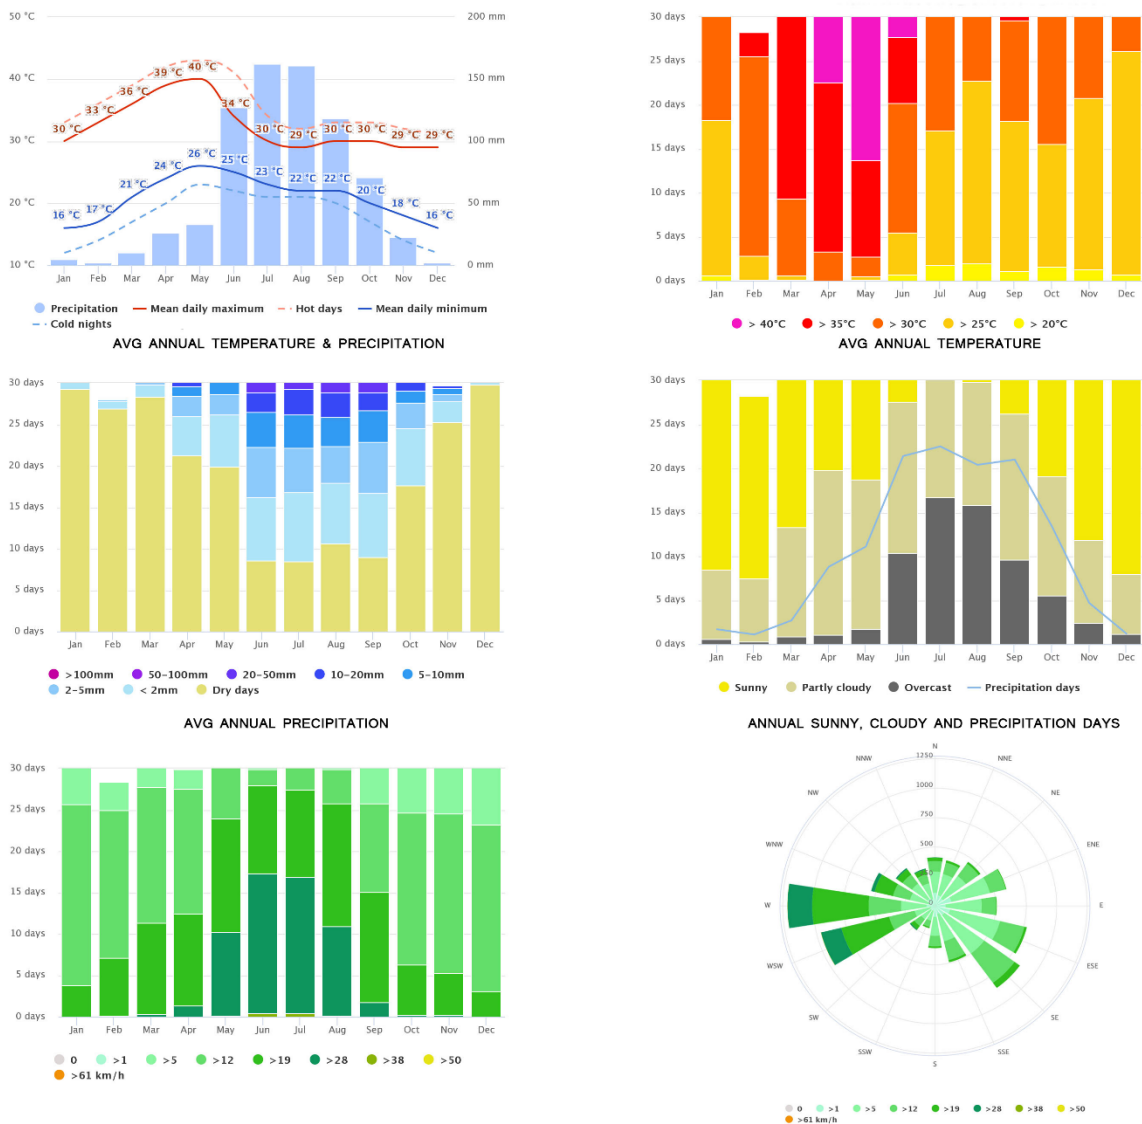 50 °C
200 mm
40 °C
150 mm
30 °C
100 mm
20 °C
50 mm
10 °C
0 mm
30 °C
33 °C
36 °C
39 °C
40 °C
34 °C
30 °C
29 °C
30 °C
30 °C
29 °C
29 °C
16 °C
17 °C
21 °C
24 °C
26 °C
25 °C
23 °C
22 °C
22 °C
20 °C
18 °C
16 °C
Jan Feb Mar Apr May Jun Jul Aug Sep Oct Nov Dec
Precipitation Mean daily maximum Hot days Mean daily minimum
Cold nights
AVG ANNUAL TEMPERATURE & PRECIPITATION
30 days
25 days
20 days
15 days
10 days
5 days
0 days
Jan Feb Mar Apr May Jun Jul Aug Sep Oct Nov Dec
> 40°C > 35°C > 30°C > 25°C > 20°C
AVG ANNUAL TEMPERATURE
30 days
25 days
20 days
15 days
10 days
5 days
0 days
Jan Feb Mar Apr May Jun Jul Aug Sep Oct Nov Dec
>100mm 50-100mm 20-50mm 10-20mm 5-10mm
2-5mm < 2mm Dry days
AVG ANNUAL PRECIPITATION
30 days
25 days
20 days
15 days
10 days
5 days
0 days
Jan Feb Mar Apr May Jun Jul Aug Sep Oct Nov Dec
Sunny Partly cloudy Overcast Precipitation days
ANNUAL SUNNY, CLOUDY AND PRECIPITATION DAYS
30 days
25 days
20 days
15 days
10 days
5 days
0 days
Jan Feb Mar Apr May Jun Jul Aug Sep Oct Nov Dec
0 >1 >5 >12 >19 >28 >38 >50
>61 km/h
N
NNE
NE
ENE
E
ESE
SE
SSE
S
SSW
SW
WSW
W
WNW
NW
NNW
1250
1000
750
500
250
0
0 >1 >5 >12 >19 >28 >38 >50
>61 km/h